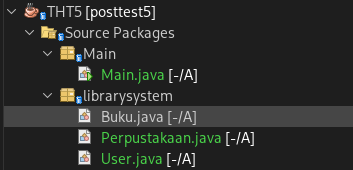 THT5 [posttest5]
Source Packages
Main
Main.java [-/A]
librarysystem
Buku.java [-/A]
Perpustakaan.java [-/A]
User.java [-/A]